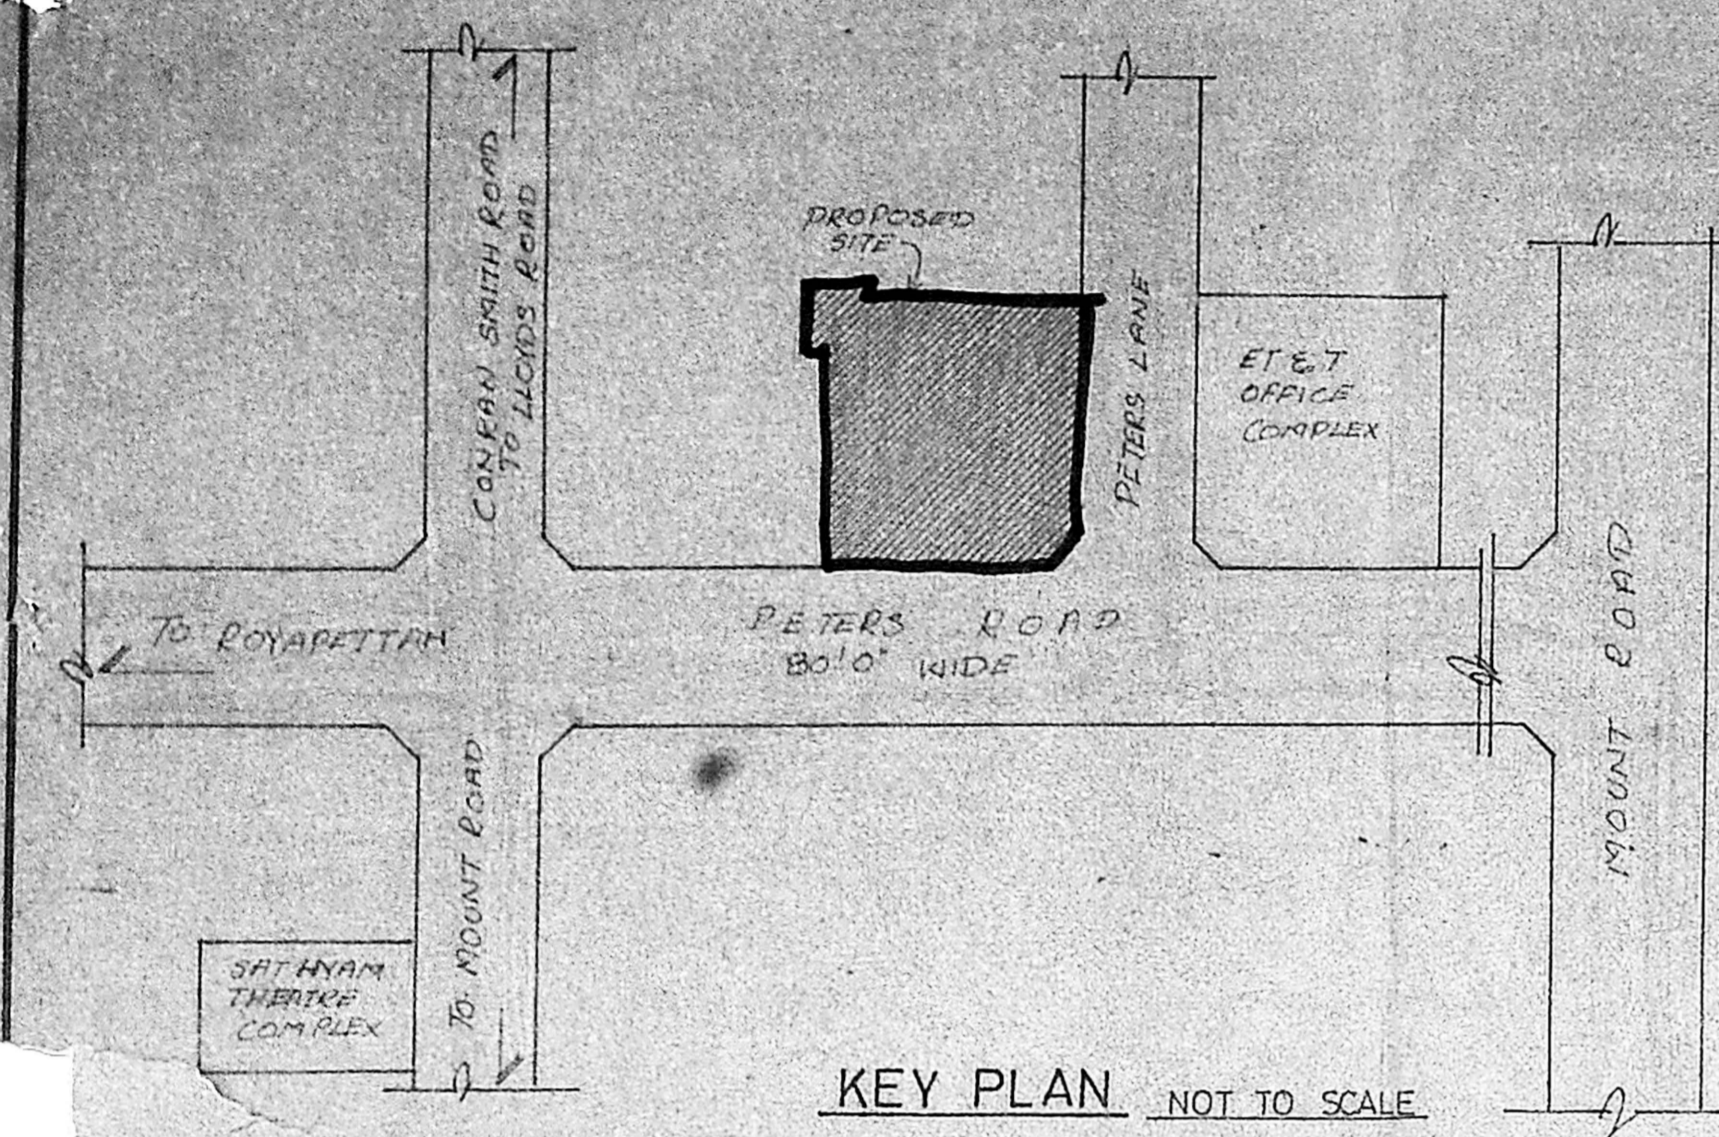 CONRAN SMITH ROAD
TO LLOYDS ROAD
PROPOSED
SITE
PETERS LANE
ET & T
OFFICE
COMPLEX
MOUNT ROAD
TO ROYAPETTAH
PETERS ROAD
80'0" WIDE
TO MOUNT ROAD
SATHYAM
THEATRE
COMPLEX
KEY PLAN NOT TO SCALE